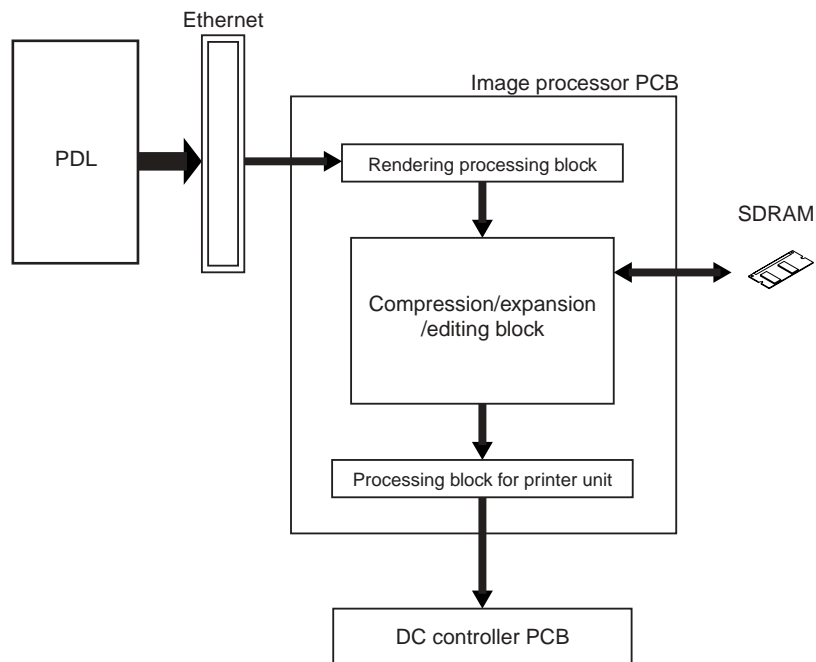 Ethernet
Image processor PCB
PDL
Rendering processing block
SDRAM
Compression/expansion
/editing block
Processing block for printer unit
DC controller PCB